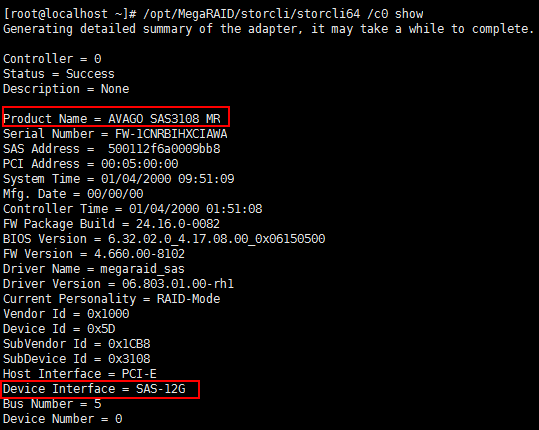 [root@localhost ~]# /opt/MegaRAID/storcli/storcli64 /c0 show
Generating detailed summary of the adapter, it may take a while to complete.
Controller = 0
Status = Success
Description = None
Product Name = AVAGO SAS3108 MR
Serial Number = FW-1CNRBIHXCIAWA
SAS Address =  500112f6a0009bb8
PCI Address = 00:05:00:00
System Time = 01/04/2000 09:51:09
Mfg. Date = 00/00/00
Controller Time = 01/04/2000 01:51:08
FW Package Build = 24.16.0-0082
BIOS Version = 6.32.02.0_4.17.08.00_0x06150500
FW Version = 4.660.00-8102
Driver Name = megaraid_sas
Driver Version = 06.803.01.00-rh1
Current Personality = RAID-Mode
Vendor Id = 0x1000
Device Id = 0x5D
SubVendor Id = 0x1CB8
SubDevice Id = 0x3108
Host Interface = PCI-E
Device Interface = SAS-12G
Bus Number = 5
Device Number = 0